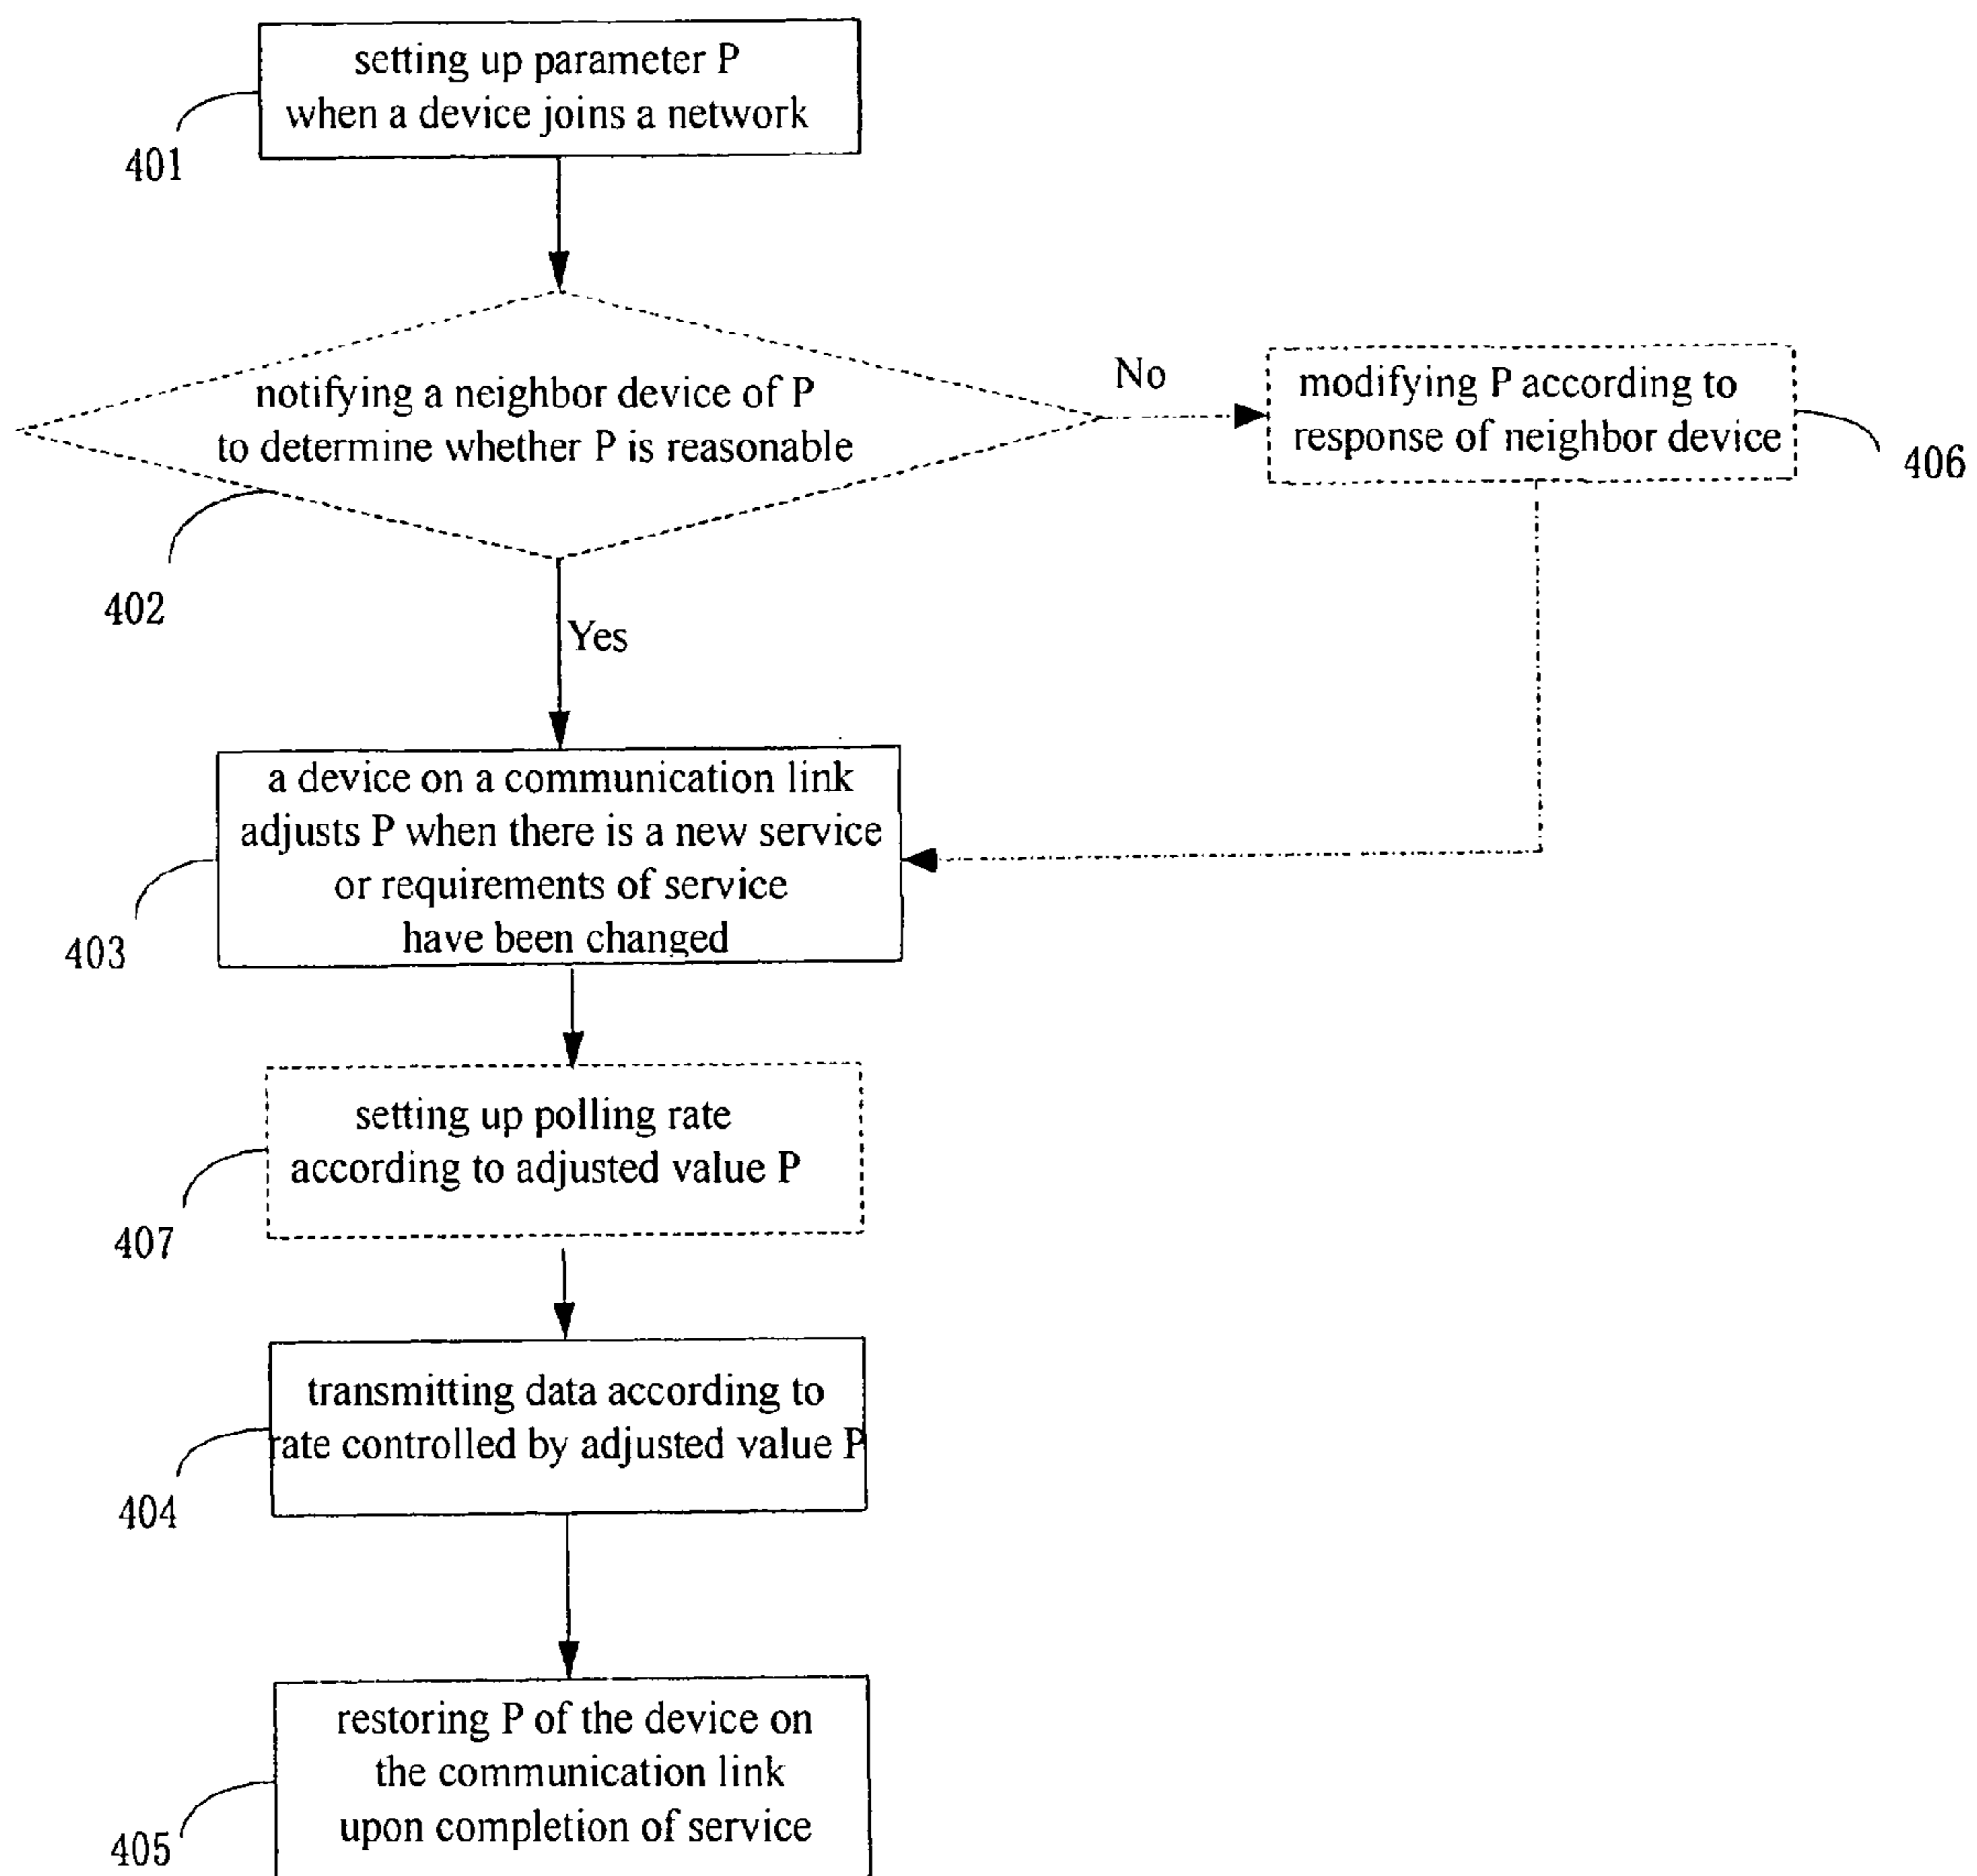 setting up parameter P
when a device joins a network
401
notifying a neighbor device of P
to determine whether P is reasonable
402
No
modifying P according to
response of neighbor device
406
Yes
a device on a communication link
adjusts P when there is a new service
or requirements of service
have been changed
403
setting up polling rate
according to adjusted value P
407
transmitting data according to
rate controlled by adjusted value P
404
restoring P of the device on
the communication link
upon completion of service
405